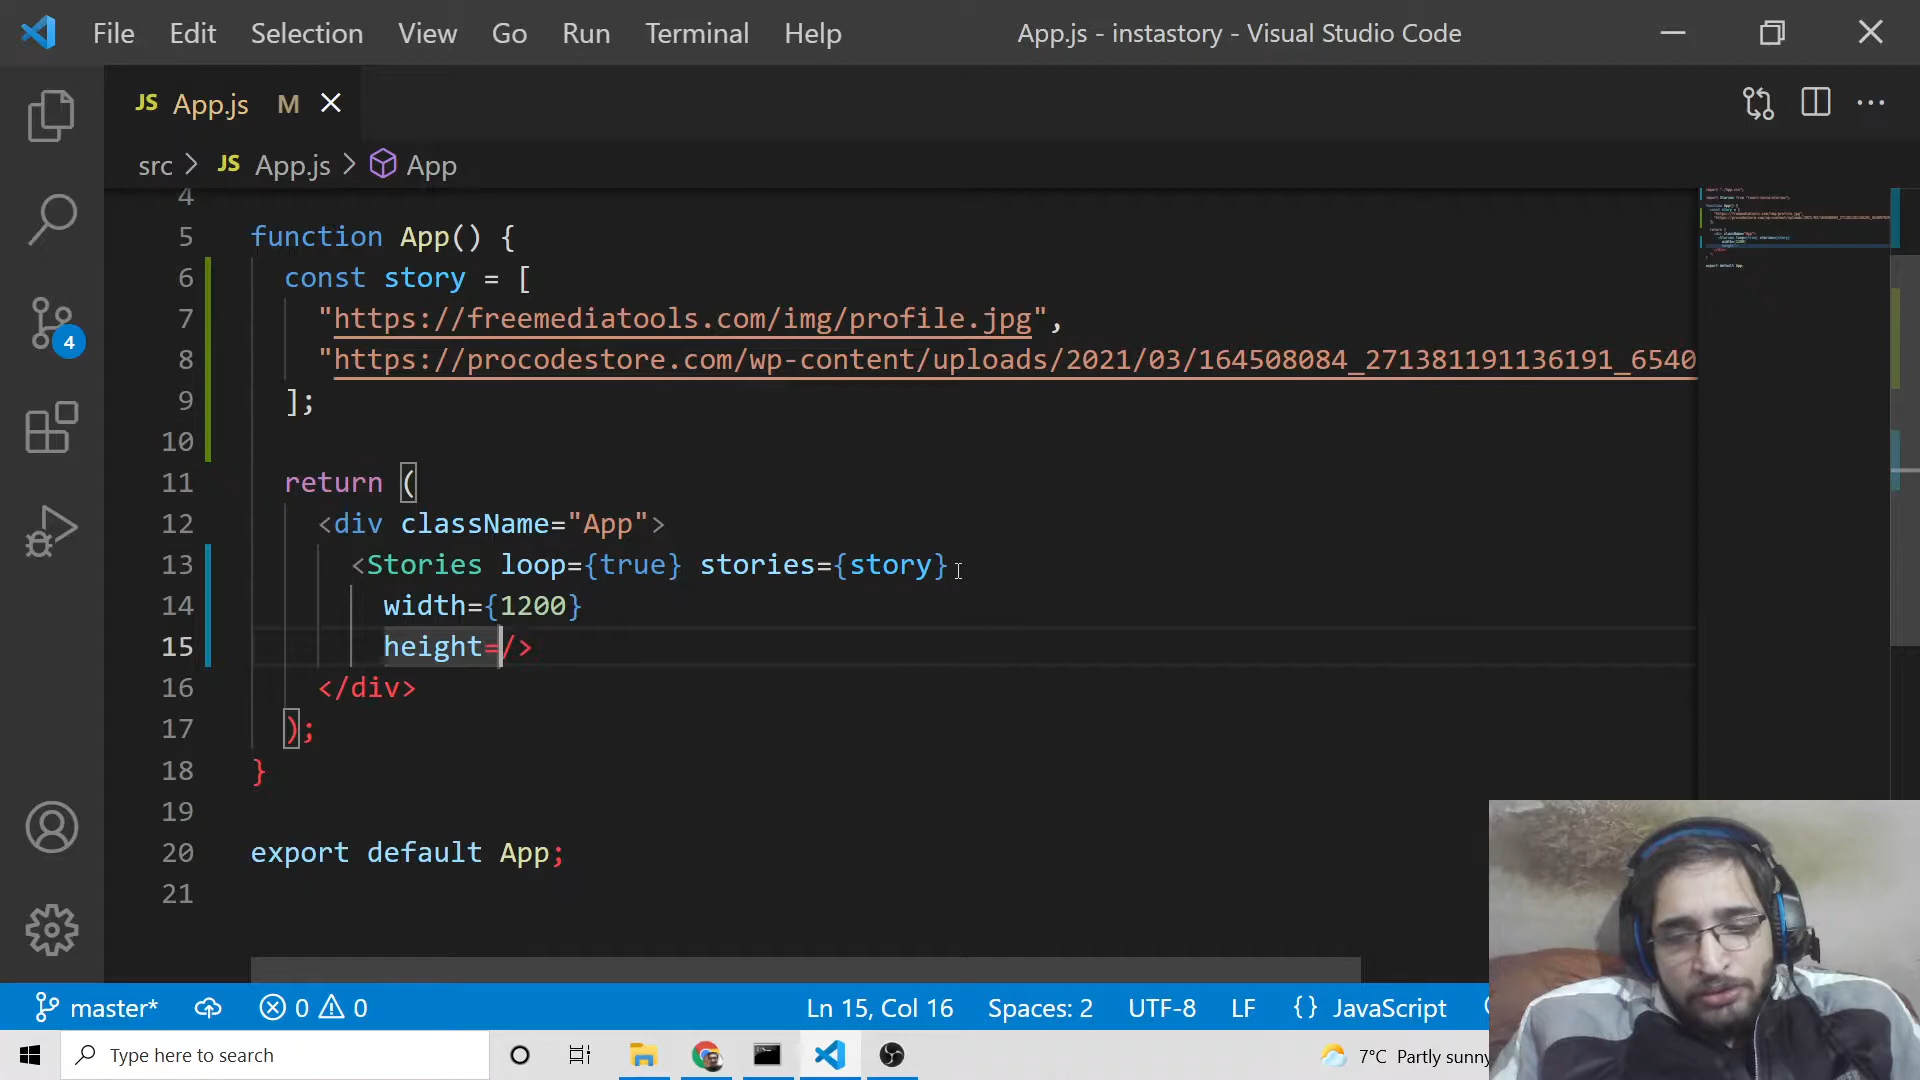 File Edit Selection View Go Run Terminal Help App.js - instastory - Visual Studio Code
JS App.js M
src > JS App.js > App
4
5 function App() {
6 const story = [
7 "https://freemediatools.com/img/profile.jpg",
8 "https://procodestore.com/wp-content/uploads/2021/03/164508084_271381191136191_6540
9 ];
10
11 return (
12 <div className="App">
13 <Stories loop={true} stories={story}
14 width={1200}
15 height=/>
16 </div>
17 );
18 }
19
20 export default App;
21
4
master* 0 0 Ln 15, Col 16 Spaces: 2 UTF-8 LF {} JavaScript
Type here to search 7°C Partly sunny